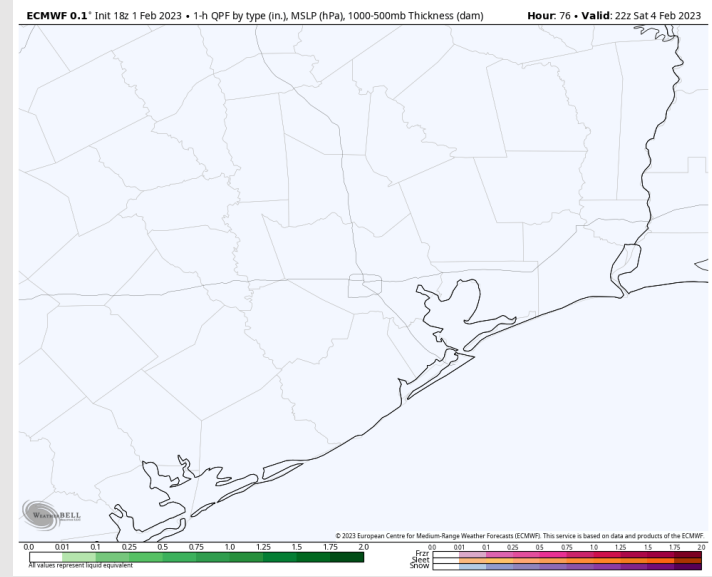 ECMWF 0.1° Init 18z 1 Feb 2023 • 1-h QPF by type (in.), MSLP (hPa), 1000-500mb Thickness (dam) Hour: 76 • Valid: 22z Sat 4 Feb 2023
WeatherBELL
© 2023 European Centre for Medium-Range Weather Forecasts (ECMWF). This service is based on data and products of the ECMWF.
0.0 0.01 0.1 0.25 0.5 0.75 1.0 1.25 1.5 1.75 2.0
All values represent liquid equivalent
0.0 0.01 0.1 0.25 0.5 0.75 1.0 1.25 1.5 1.75 2.0
Frzr
Sleet
Snow